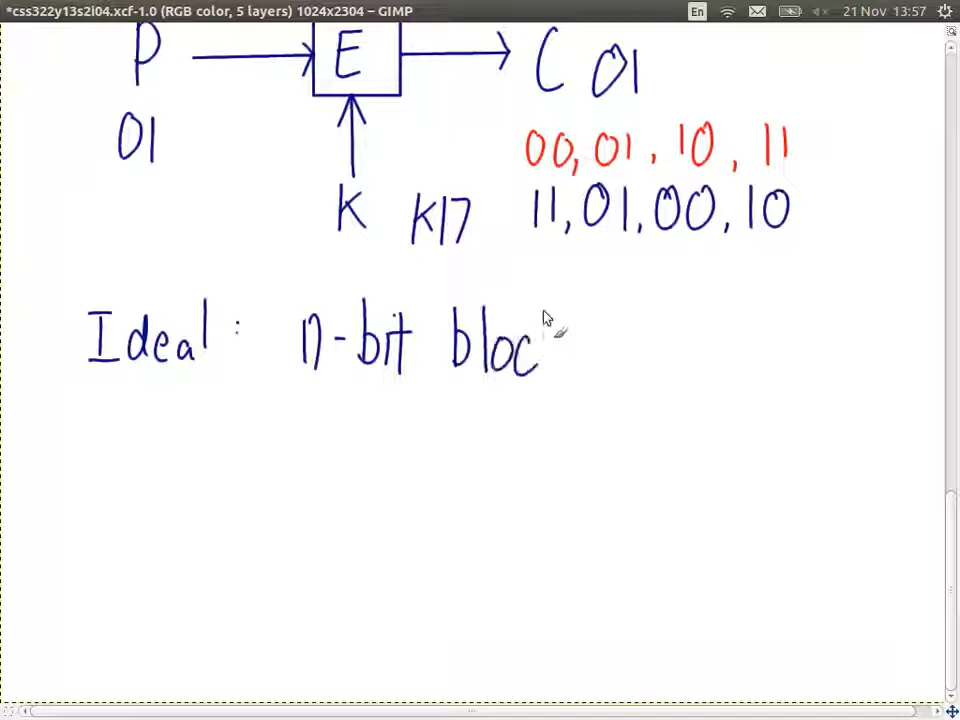 *css322y13s2i04.xcf-1.0 (RGB color, 5 layers) 1024x2304 – GIMP En 21 Nov 13:57
P E C 01
01 00, 01, 10, 11
K K17 11, 01, 00, 10
Ideal: n-bit bloc